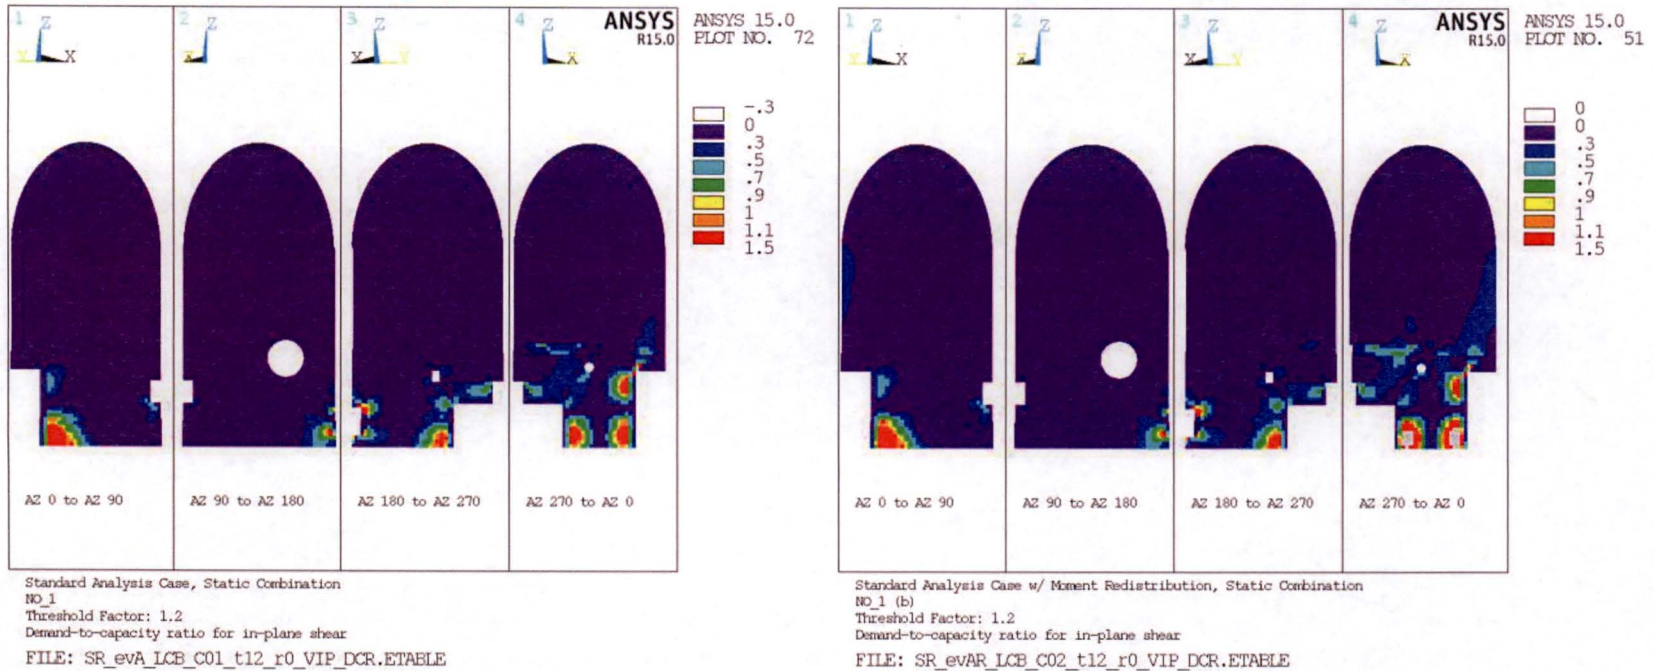 1 Z Y X
2 Z X
3 Z X Y
4 Z X
ANSYS
R15.0
ANSYS 15.0
PLOT NO. 72
-.3
0
.3
.5
.7
.9
1
1.1
1.5
AZ 0 to AZ 90
AZ 90 to AZ 180
AZ 180 to AZ 270
AZ 270 to AZ 0
Standard Analysis Case, Static Combination
NO_1
Threshold Factor: 1.2
Demand-to-capacity ratio for in-plane shear
FILE: SR_evA_LCB_C01_t12_r0_VIP_DCR.ETABLE
1 Z Y X
2 Z X
3 Z X Y
4 Z X
ANSYS
R15.0
ANSYS 15.0
PLOT NO. 51
0
0
.3
.5
.7
.9
1
1.1
1.5
AZ 0 to AZ 90
AZ 90 to AZ 180
AZ 180 to AZ 270
AZ 270 to AZ 0
Standard Analysis Case w/ Moment Redistribution, Static Combination
NO_1 (b)
Threshold Factor: 1.2
Demand-to-capacity ratio for in-plane shear
FILE: SR_evAR_LCB_C02_t12_r0_VIP_DCR.ETABLE